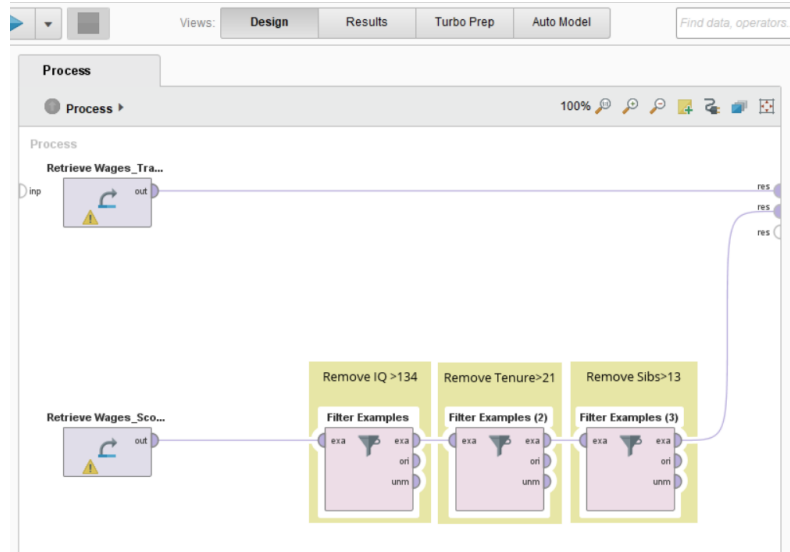 Views: Design Results Turbo Prep Auto Model Find data, operators.
Process
Process 100%
Process
Retrieve Wages_Tra...
inp out res
res
res
Remove IQ >134 Remove Tenure>21 Remove Sibs>13
Retrieve Wages_Sco... Filter Examples Filter Examples (2) Filter Examples (3)
out exa exa exa exa exa exa
ori ori ori
unm unm unm